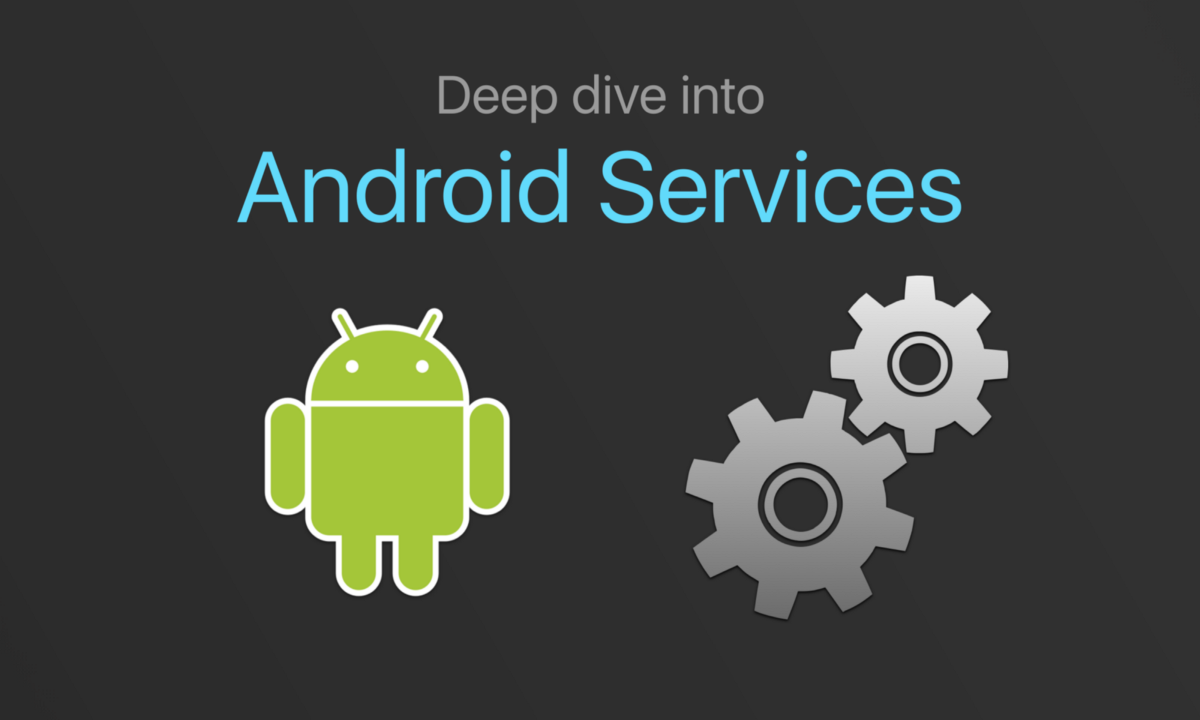 Deep dive into
Android Services